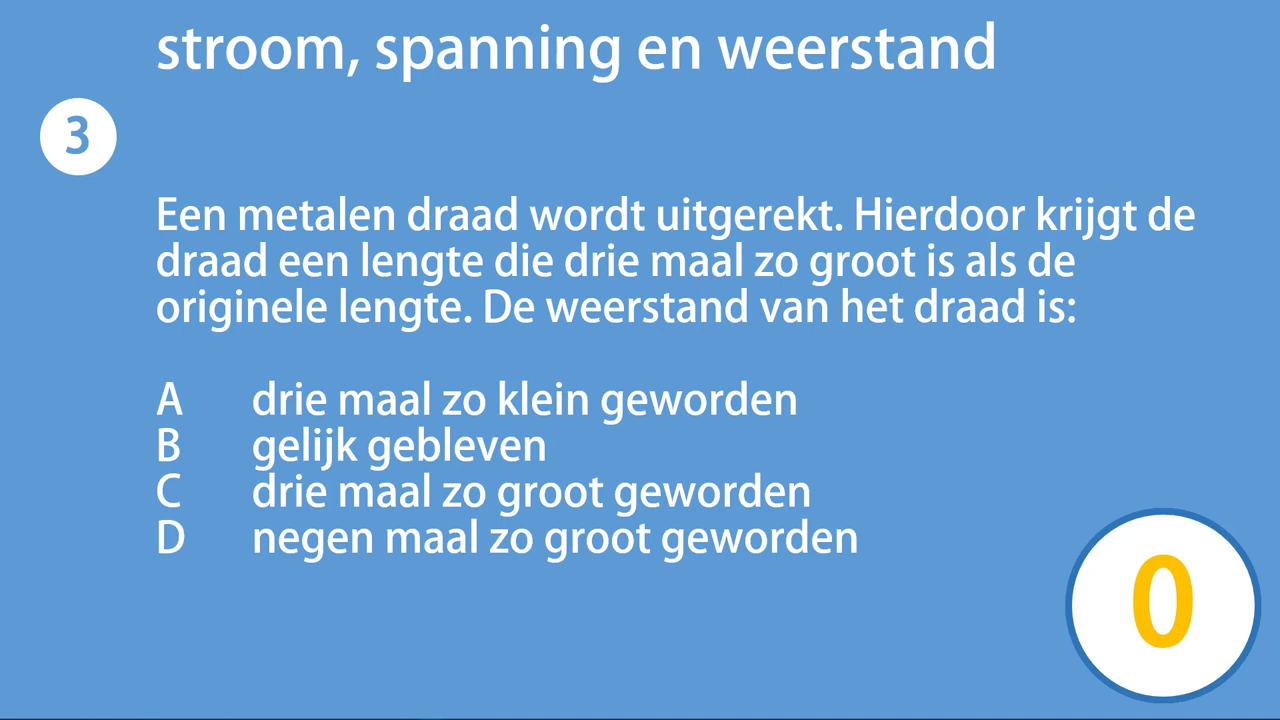 stroom, spanning en weerstand
3
Een metalen draad wordt uitgerekt. Hierdoor krijgt de
draad een lengte die drie maal zo groot is als de
originele lengte. De weerstand van het draad is:
A drie maal zo klein geworden
B gelijk gebleven
C drie maal zo groot geworden
D negen maal zo groot geworden
0